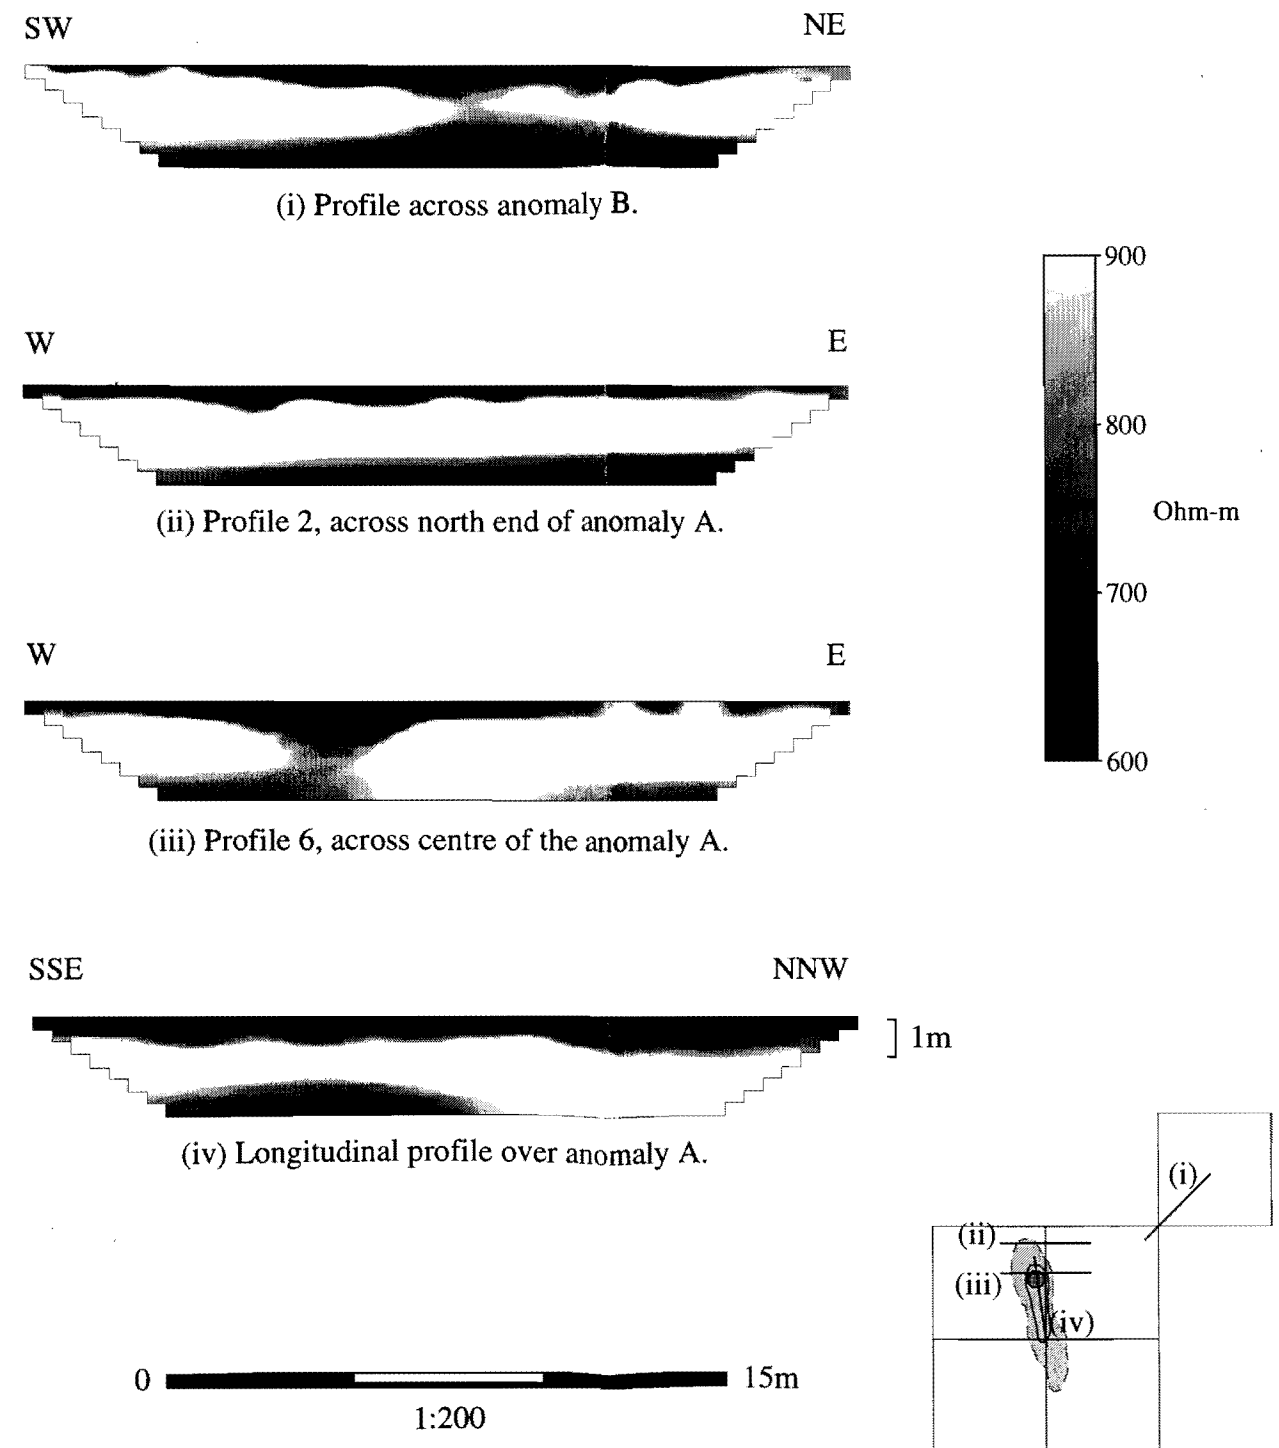 SW NE
(i) Profile across anomaly B.
900
W E
800
Ohm-m
(ii) Profile 2, across north end of anomaly A.
700
W E
600
(iii) Profile 6, across centre of the anomaly A.
SSE NNW
1m
(iv) Longitudinal profile over anomaly A.
(i)
(ii)
(iii)
(iv)
0 15m
1:200